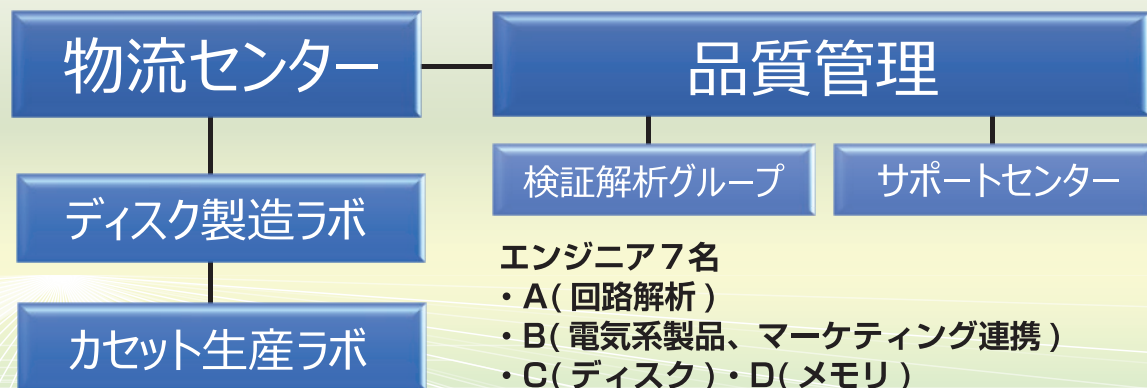 物流センター
品質管理
検証解析グループ
サポートセンター
ディスク製造ラボ
カセット生産ラボ
エンジニア7名
・A(回路解析)
・B(電気系製品、マーケティング連携)
・C(ディスク)・D(メモリ)